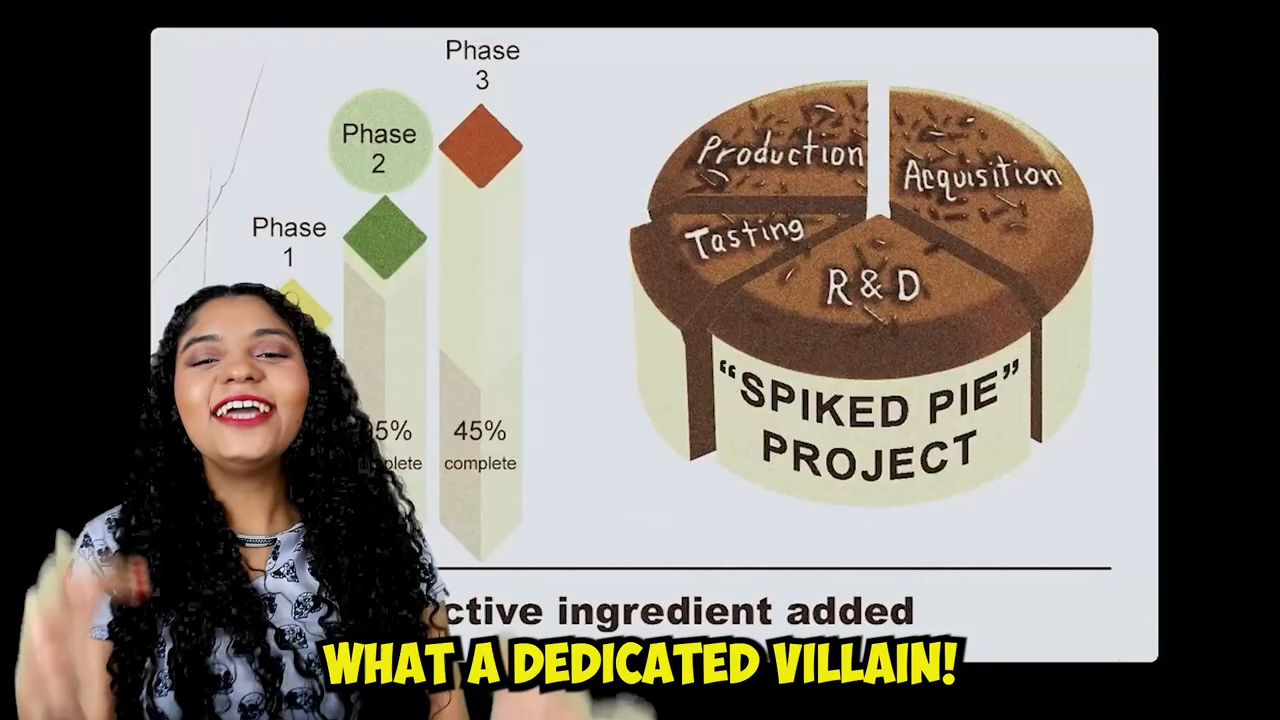 Phase
3
Phase
2
Phase
1
45%
complete
Production
Acquisition
Tasting
R & D
“SPIKED PIE”
PROJECT
ingredient added
WHAT A DEDICATED VILLAIN!